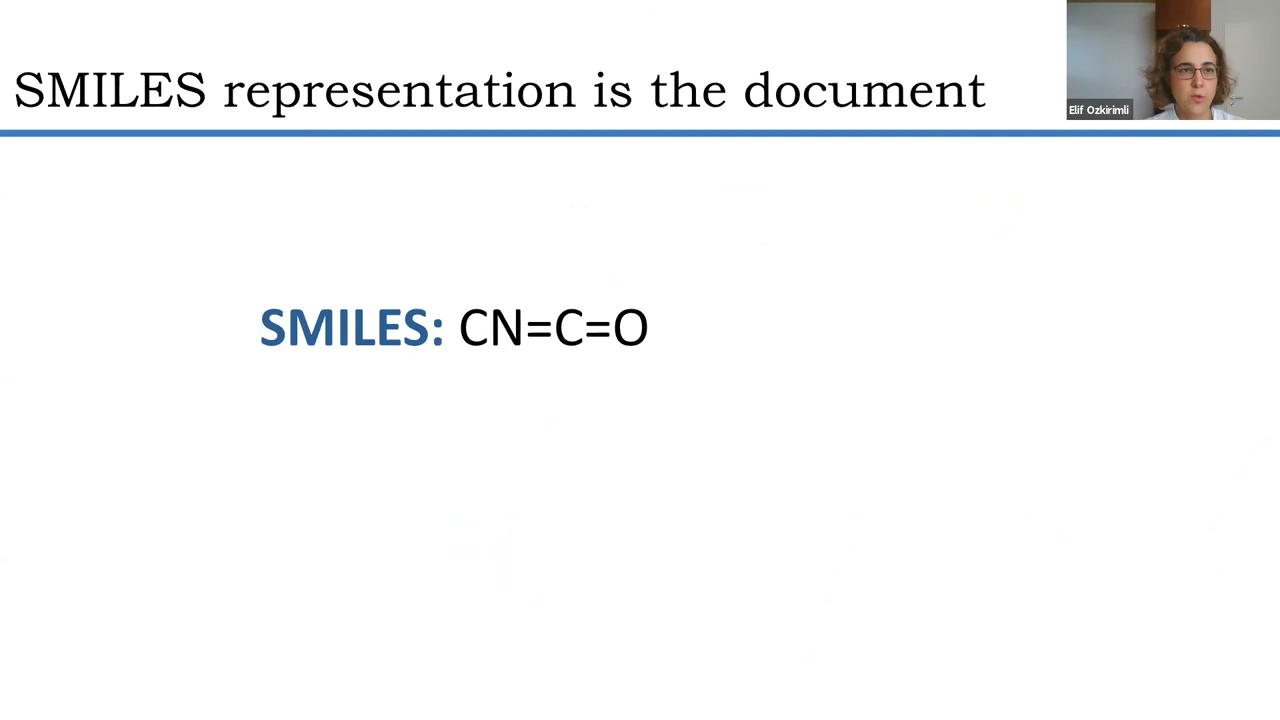 SMILES representation is the document
Elif Ozkirimli
SMILES: CN=C=O